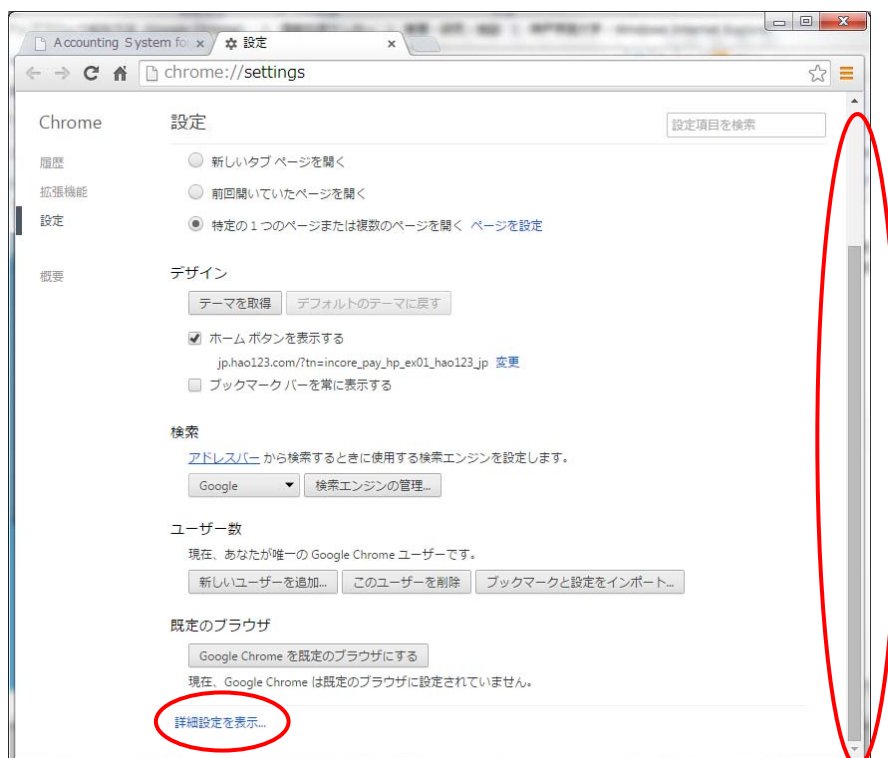 Accounting System fo
設定
chrome://settings
Chrome
設定
設定項目を検索
履歴
拡張機能
設定
概要
新しいタブ ページを開く
前回開いていたページを開く
特定の 1 つのページまたは複数のページを開く ページを設定
デザイン
テーマを取得 デフォルトのテーマに戻す
ホーム ボタンを表示する
jp.hao123.com/?tn=incore_pay_hp_ex01_hao123_jp 変更
ブックマーク バーを常に表示する
検索
アドレスバー から検索するときに使用する検索エンジンを設定します。
Google 検索エンジンの管理...
ユーザー数
現在、あなたが唯一の Google Chrome ユーザーです。
新しいユーザーを追加... このユーザーを削除 ブックマークと設定をインポート...
既定のブラウザ
Google Chrome を既定のブラウザにする
現在、Google Chrome は既定のブラウザに設定されていません。
詳細設定を表示...